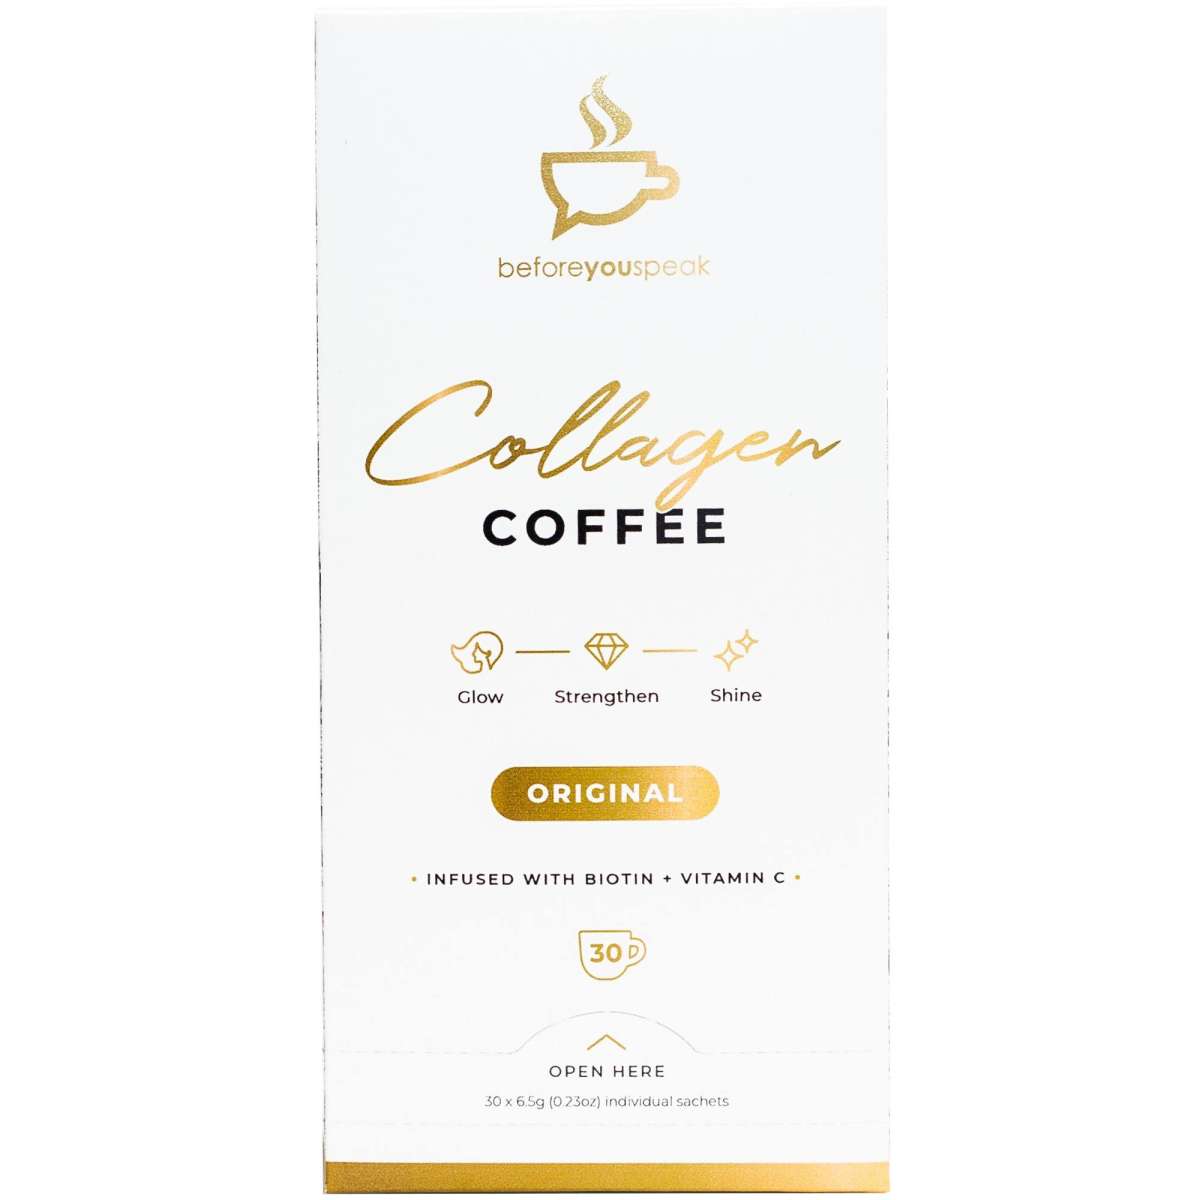 beforeyouspeak
Collagen
COFFEE
Glow Strengthen Shine
ORIGINAL
• INFUSED WITH BIOTIN + VITAMIN C •
30
OPEN HERE
30 x 6.5g (0.23oz) individual sachets